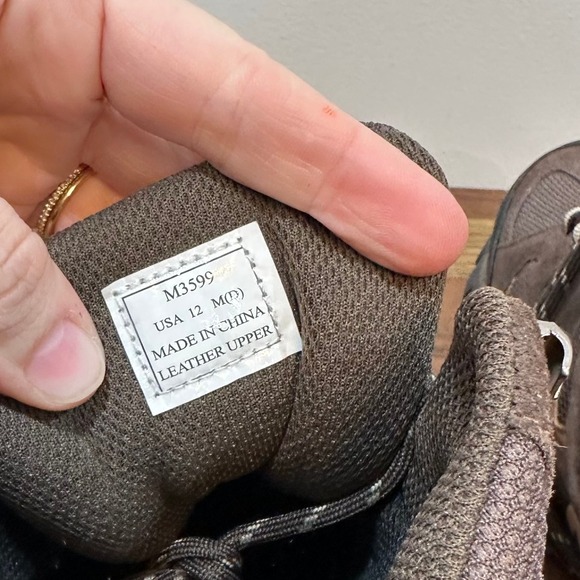 M3599
USA 12 M(D)
MADE IN CHINA
LEATHER UPPER